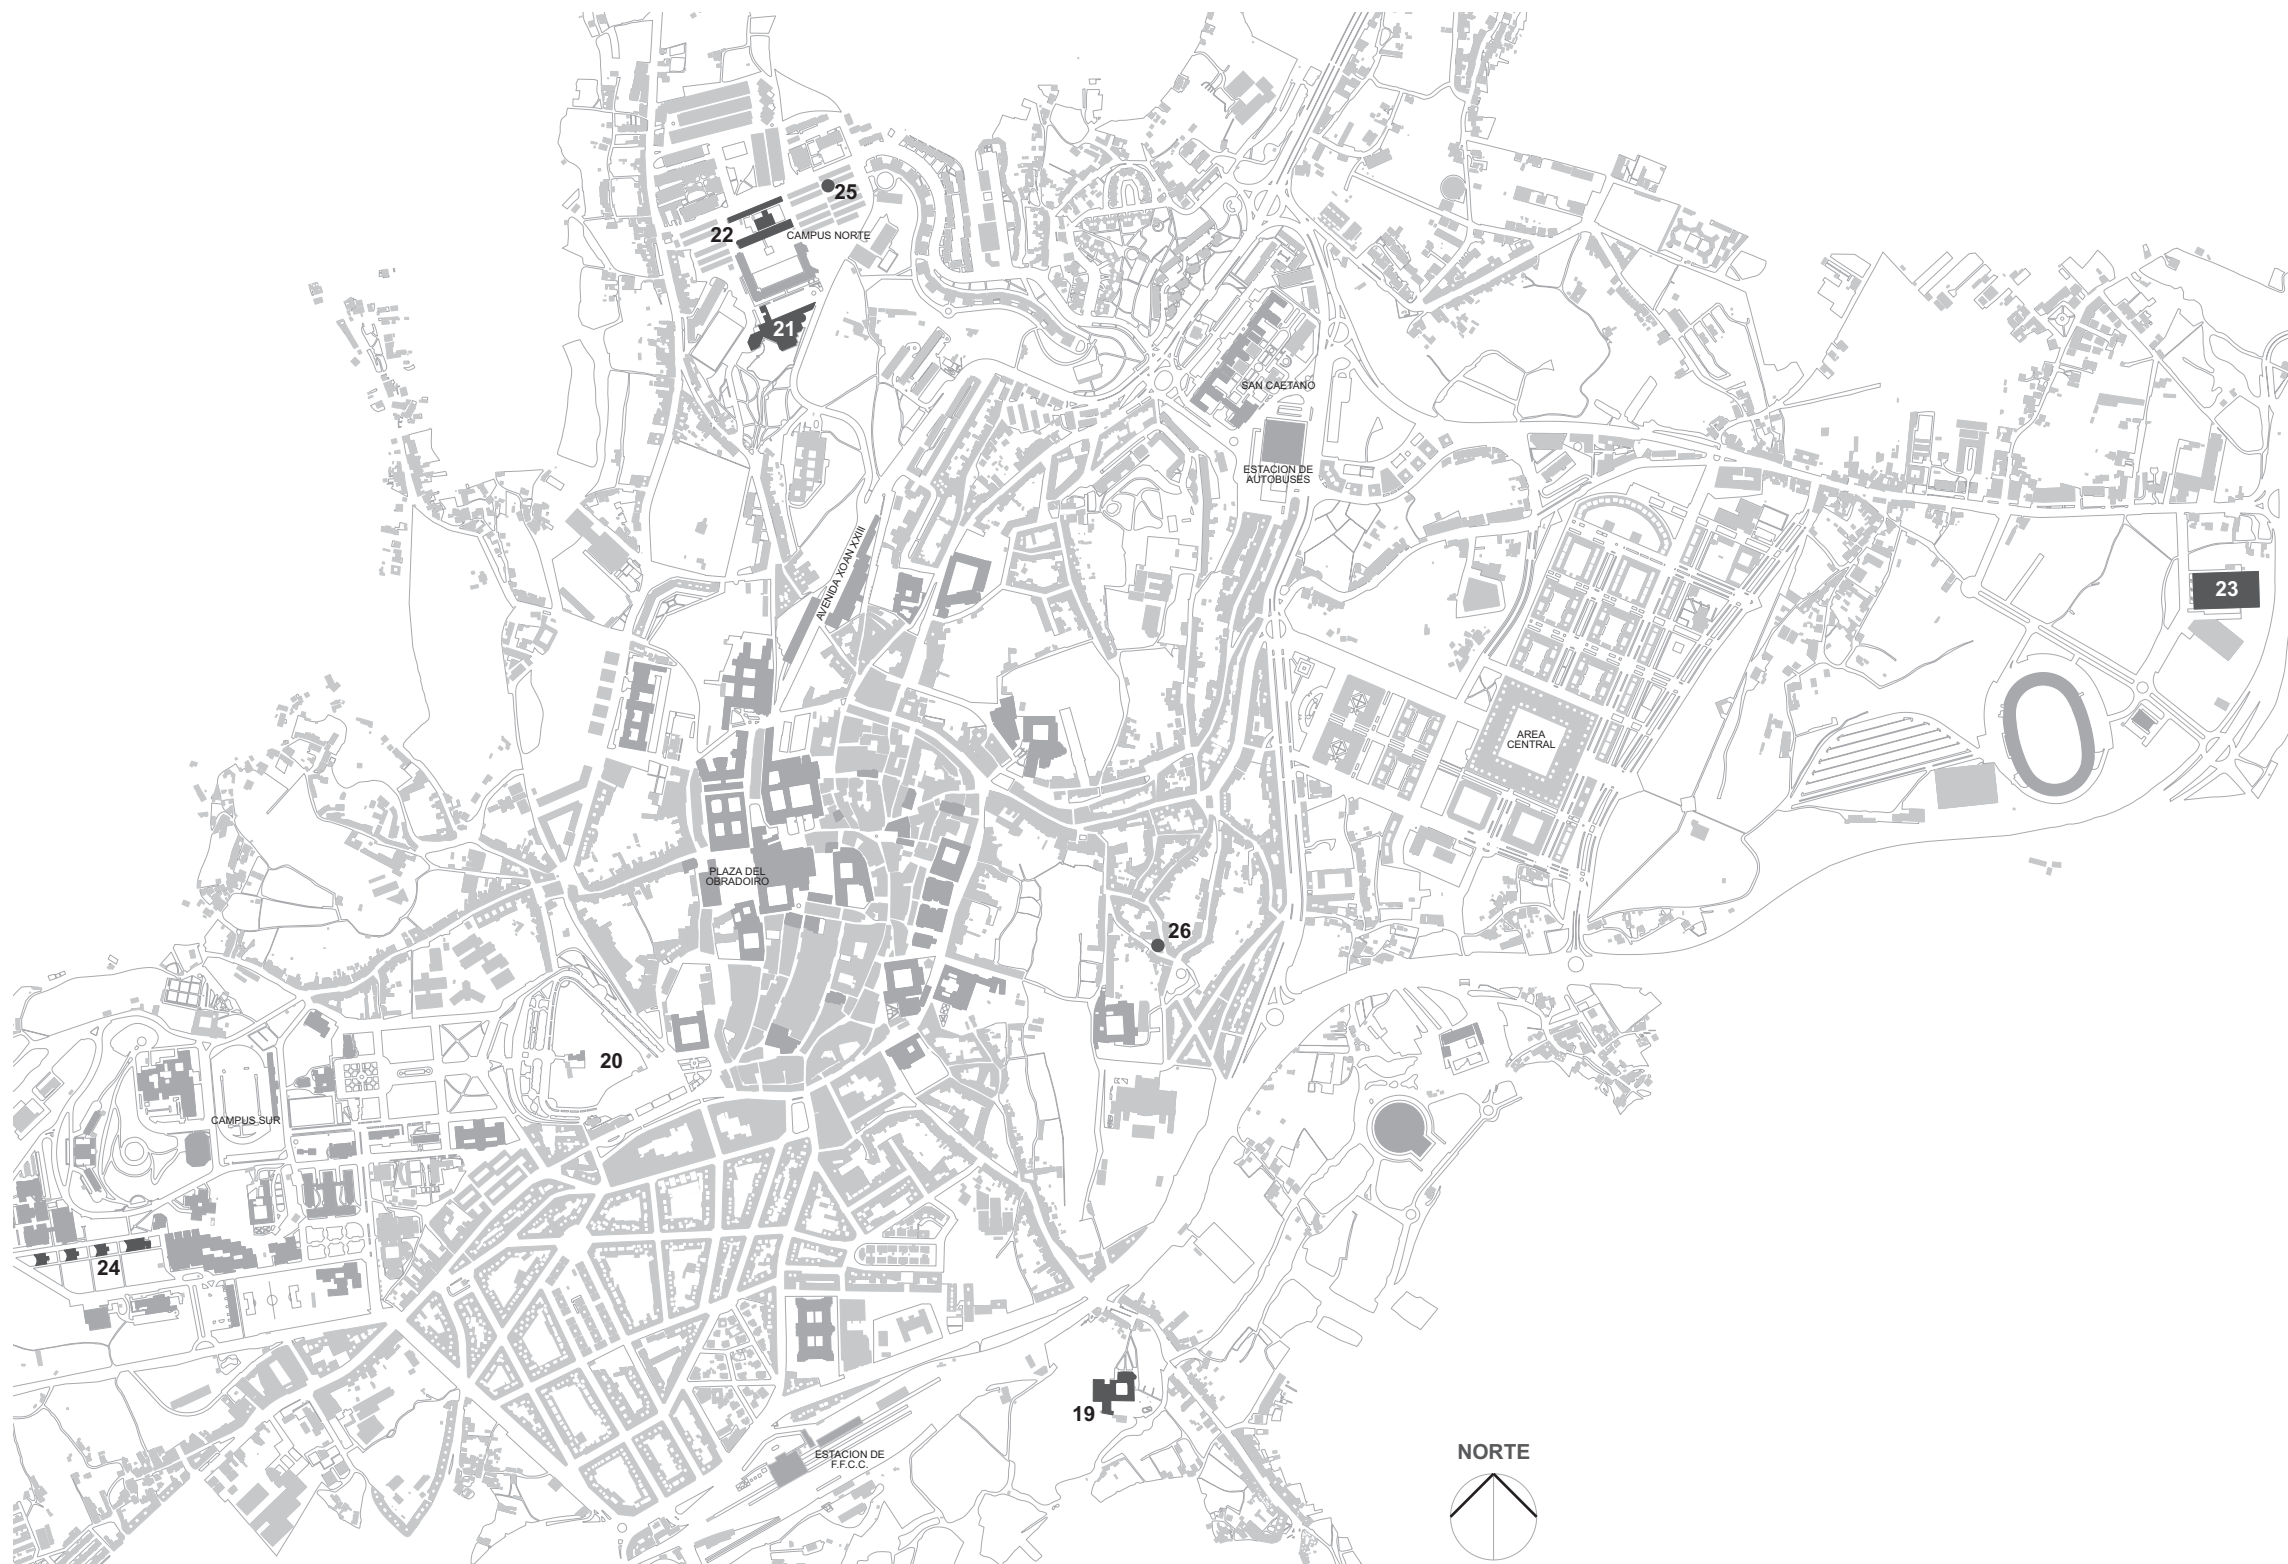 25
22
CAMPUS NORTE
21
SAN CAETANO
ESTACION DE
AUTOBUSES
AVENIDA XOAN XXIII
23
AREA
CENTRAL
PLAZA DEL
OBRADOIRO
26
20
CAMPUS SUR
24
19
ESTACION DE
F.F.C.C.
NORTE